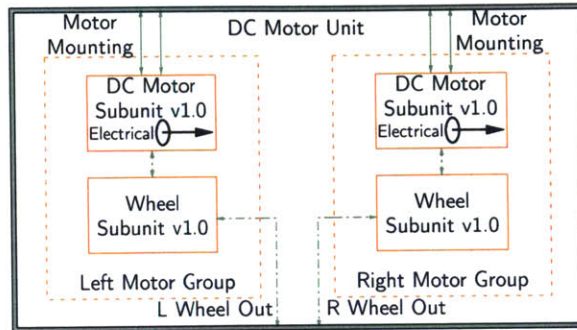 DC Motor Unit
Motor
Mounting
DC Motor
Subunit v1.0
Electrical
Wheel
Subunit v1.0
Left Motor Group
L Wheel Out
Motor
Mounting
DC Motor
Subunit v1.0
Electrical
Wheel
Subunit v1.0
Right Motor Group
R Wheel Out